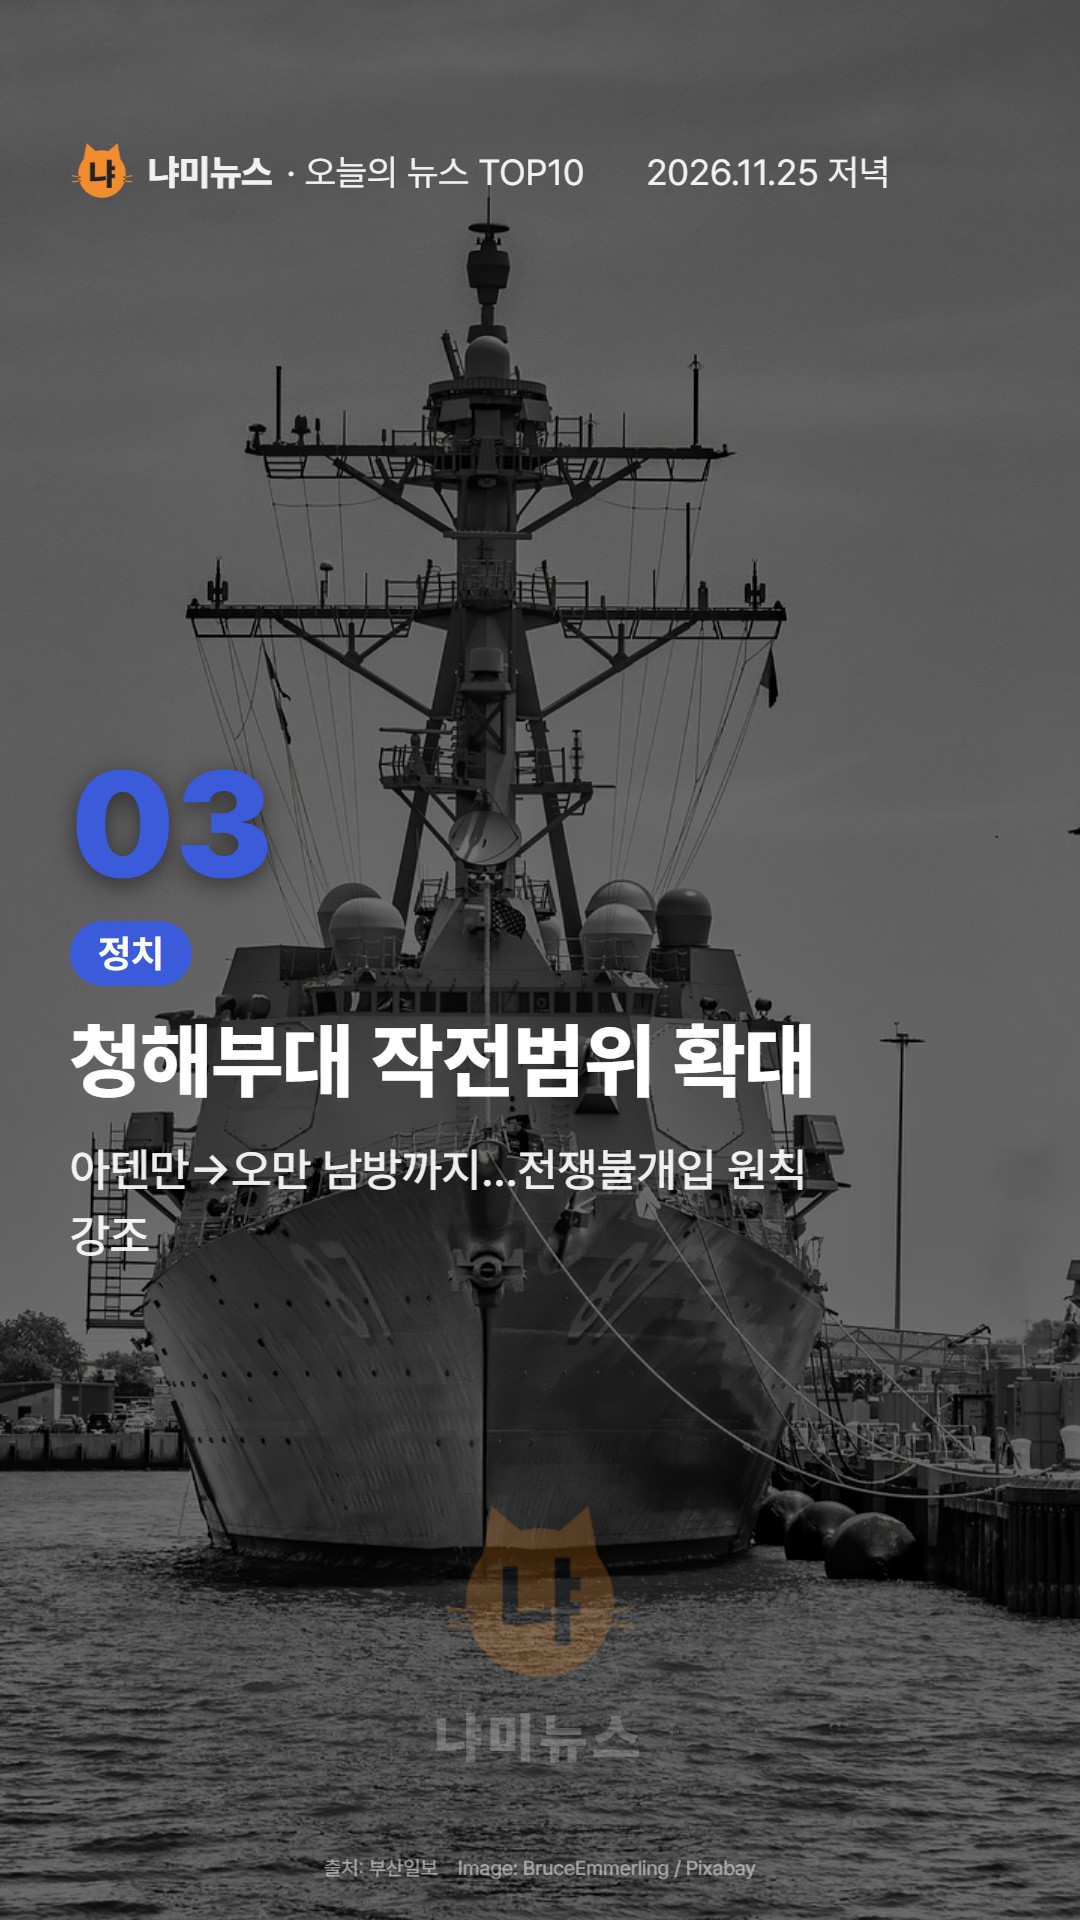 냐 냐미뉴스 · 오늘의 뉴스 TOP10 2026.11.25 저녁
03
정치
청해부대 작전범위 확대
아덴만→오만 남방까지...전쟁불개입 원칙
강조
87 87
냐
냐미뉴스
출처: 부산일보 Image: BruceEmmerling / Pixabay